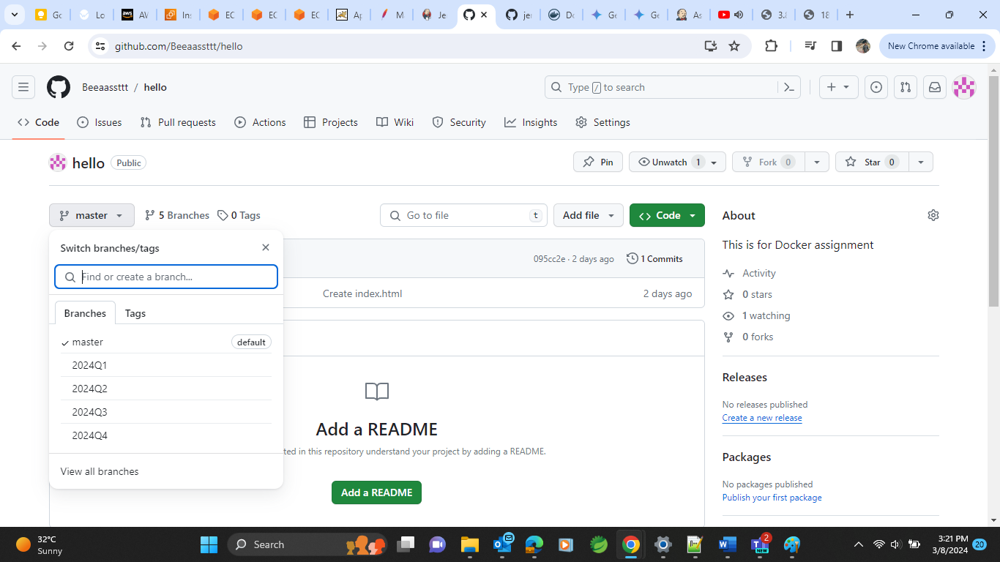 Go
Lo
aws
AV
Ins
EC
EC
EC
Ap
M
Je
jer
Do
Ge
Ge
As
3.
18
github.com/Beeaassttt/hello
New Chrome available
Beeaassttt / hello
Type / to search
Code
Issues
Pull requests
Actions
Projects
Wiki
Security
Insights
Settings
hello
Public
Pin
Unwatch 1
Fork 0
Star 0
master
5 Branches
0 Tags
Go to file
t
Add file
Code
About
Switch branches/tags
This is for Docker assignment
095cc2e · 2 days ago
1 Commits
Find or create a branch...
Activity
Create index.html
2 days ago
0 stars
Branches
Tags
1 watching
master
default
0 forks
2024Q1
2024Q2
2024Q3
2024Q4
Releases
No releases published
Create a new release
Add a README
ted in this repository understand your project by adding a README.
Packages
View all branches
No packages published
Add a README
Publish your first package
32°C
Sunny
Search
2
NEW
3:21 PM
3/8/2024
20